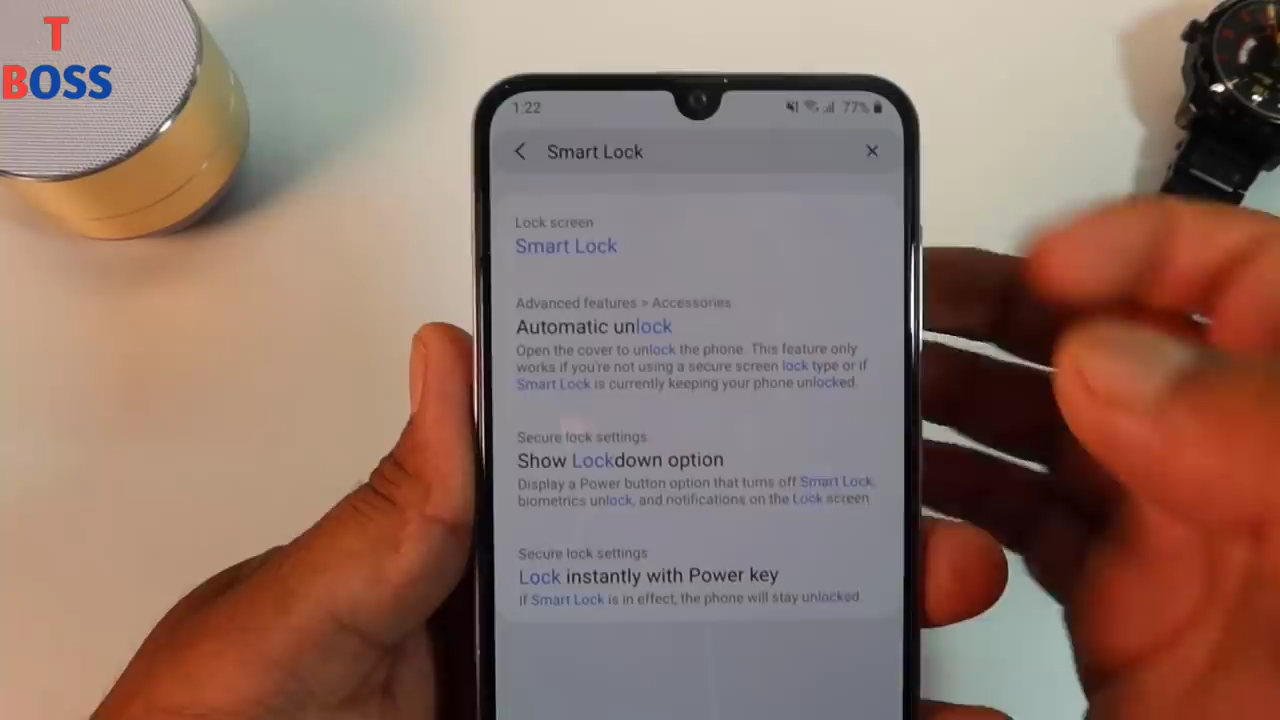 T
BOSS
1:22
77%
Smart Lock
Lock screen
Smart Lock
Advanced features > Accessories
Automatic unlock
Open the cover to unlock the phone. This feature only
works if you're not using a secure screen lock type or if
Smart Lock is currently keeping your phone unlocked.
Secure lock settings
Show Lockdown option
Display a Power button option that turns off Smart Lock,
biometrics unlock, and notifications on the Lock screen.
Secure lock settings
Lock instantly with Power key
If Smart Lock is in effect, the phone will stay unlocked.